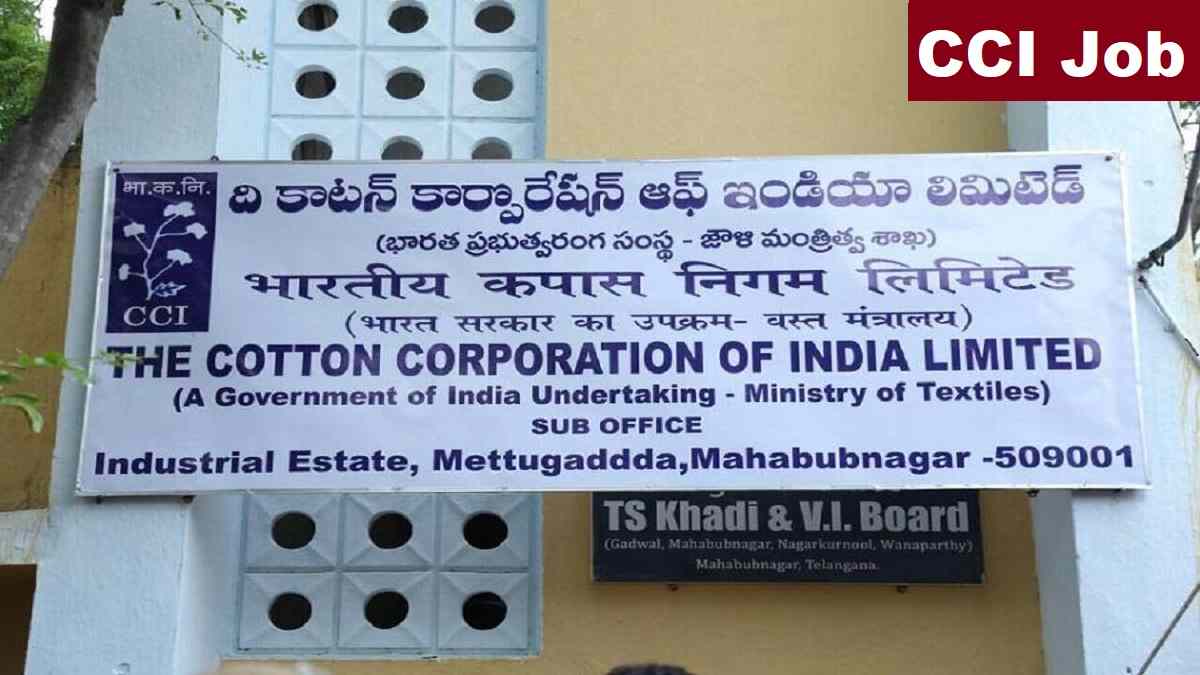 CCI Job
भा.क.नि.
CCI
ది కాటన్ కార్పొరేషన్ ఆఫ్ ఇండియా లిమిటెడ్
(భారత ప్రభుత్వరంగ సంస్థ - జౌళి మంత్రిత్వ శాఖ)
भारतीय कपास निगम लिमिटेड
(भारत सरकार का उपक्रम- वस्त मंत्रालय)
THE COTTON CORPORATION OF INDIA LIMITED
(A Government of India Undertaking - Ministry of Textiles)
SUB OFFICE
Industrial Estate, Mettugaddda,Mahabubnagar -509001
TS Khadi & V.I. Board
(Gadwal, Mahabubnagar, Nagarkurnool, Wanaparthy)
Mahabubnagar, Telangana.